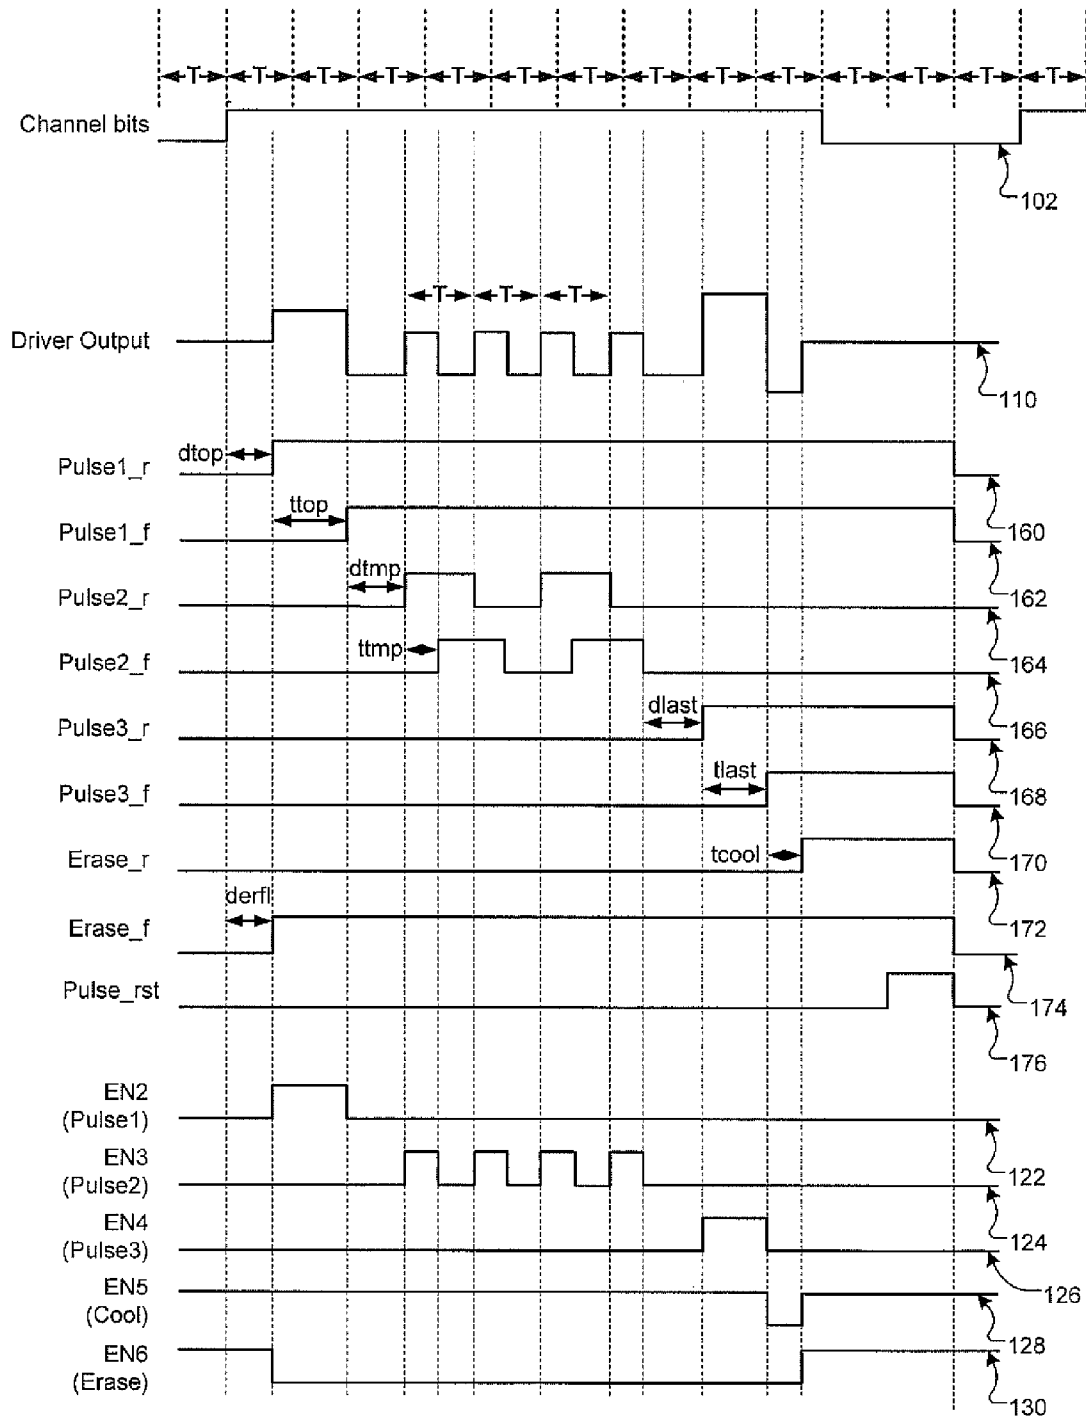 T T T T T T T T T T T T T T
Channel bits
102
T T T
Driver Output
110
dtop
Pulse1_r
160
ttop
Pulse1_f
162
dtmp
Pulse2_r
164
ttmp
Pulse2_f
166
dlast
Pulse3_r
168
tlast
Pulse3_f
170
tcool
Erase_r
172
derfl
Erase_f
174
Pulse_rst
176
EN2
(Pulse1)
122
EN3
(Pulse2)
124
EN4
(Pulse3)
126
EN5
(Cool)
128
EN6
(Erase)
130